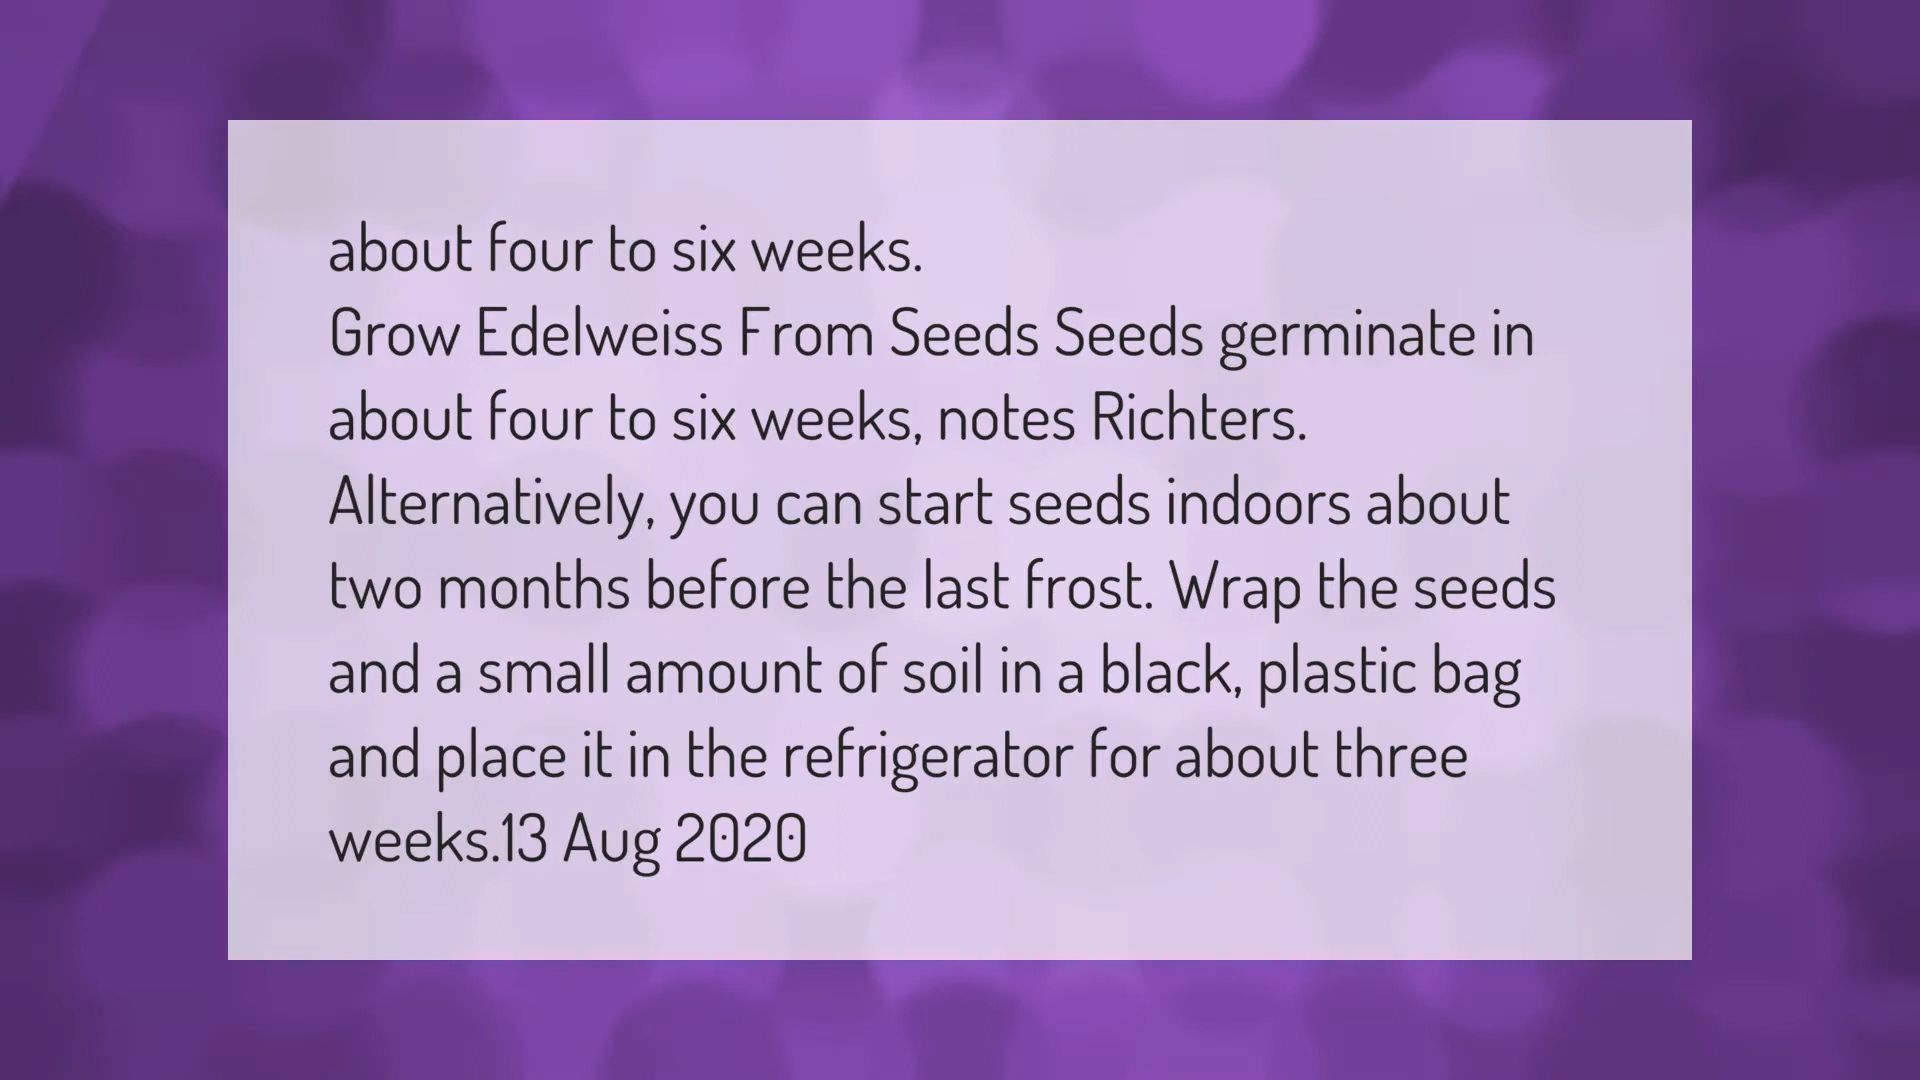 about four to six weeks.
Grow Edelweiss From Seeds Seeds germinate in
about four to six weeks, notes Richters.
Alternatively, you can start seeds indoors about
two months before the last frost. Wrap the seeds
and a small amount of soil in a black, plastic bag
and place it in the refrigerator for about three
weeks.13 Aug 2020